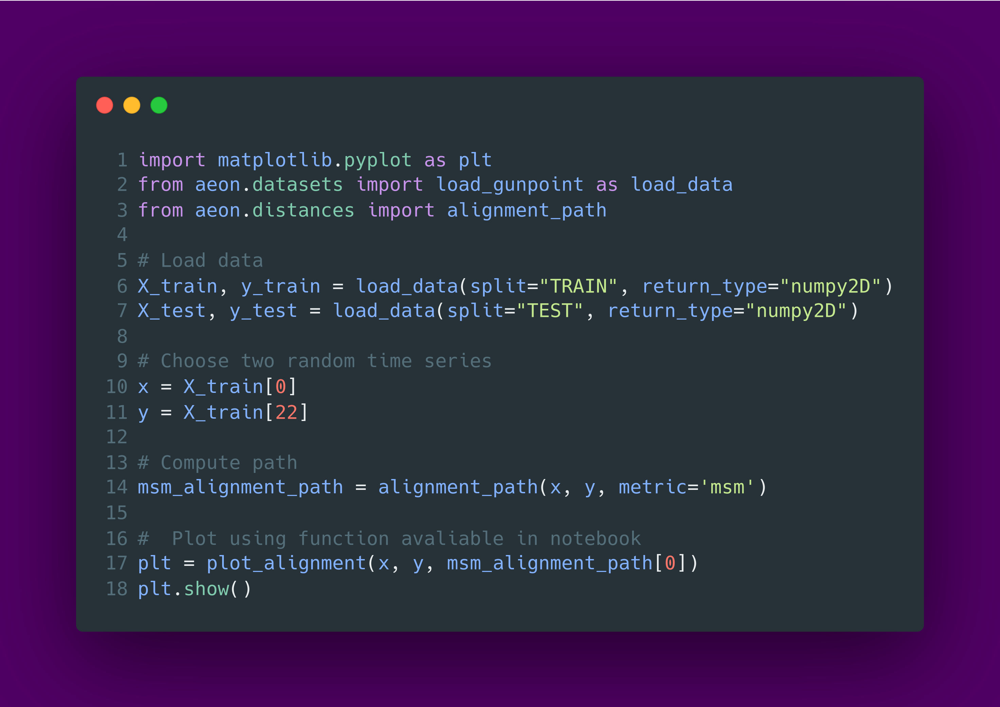 1 import matplotlib.pyplot as plt
2 from aeon.datasets import load_gunpoint as load_data
3 from aeon.distances import alignment_path
4
5 # Load data
6 X_train, y_train = load_data(split="TRAIN", return_type="numpy2D")
7 X_test, y_test = load_data(split="TEST", return_type="numpy2D")
8
9 # Choose two random time series
10 x = X_train[0]
11 y = X_train[22]
12
13 # Compute path
14 msm_alignment_path = alignment_path(x, y, metric='msm')
15
16 #  Plot using function avaliable in notebook
17 plt = plot_alignment(x, y, msm_alignment_path[0])
18 plt.show()